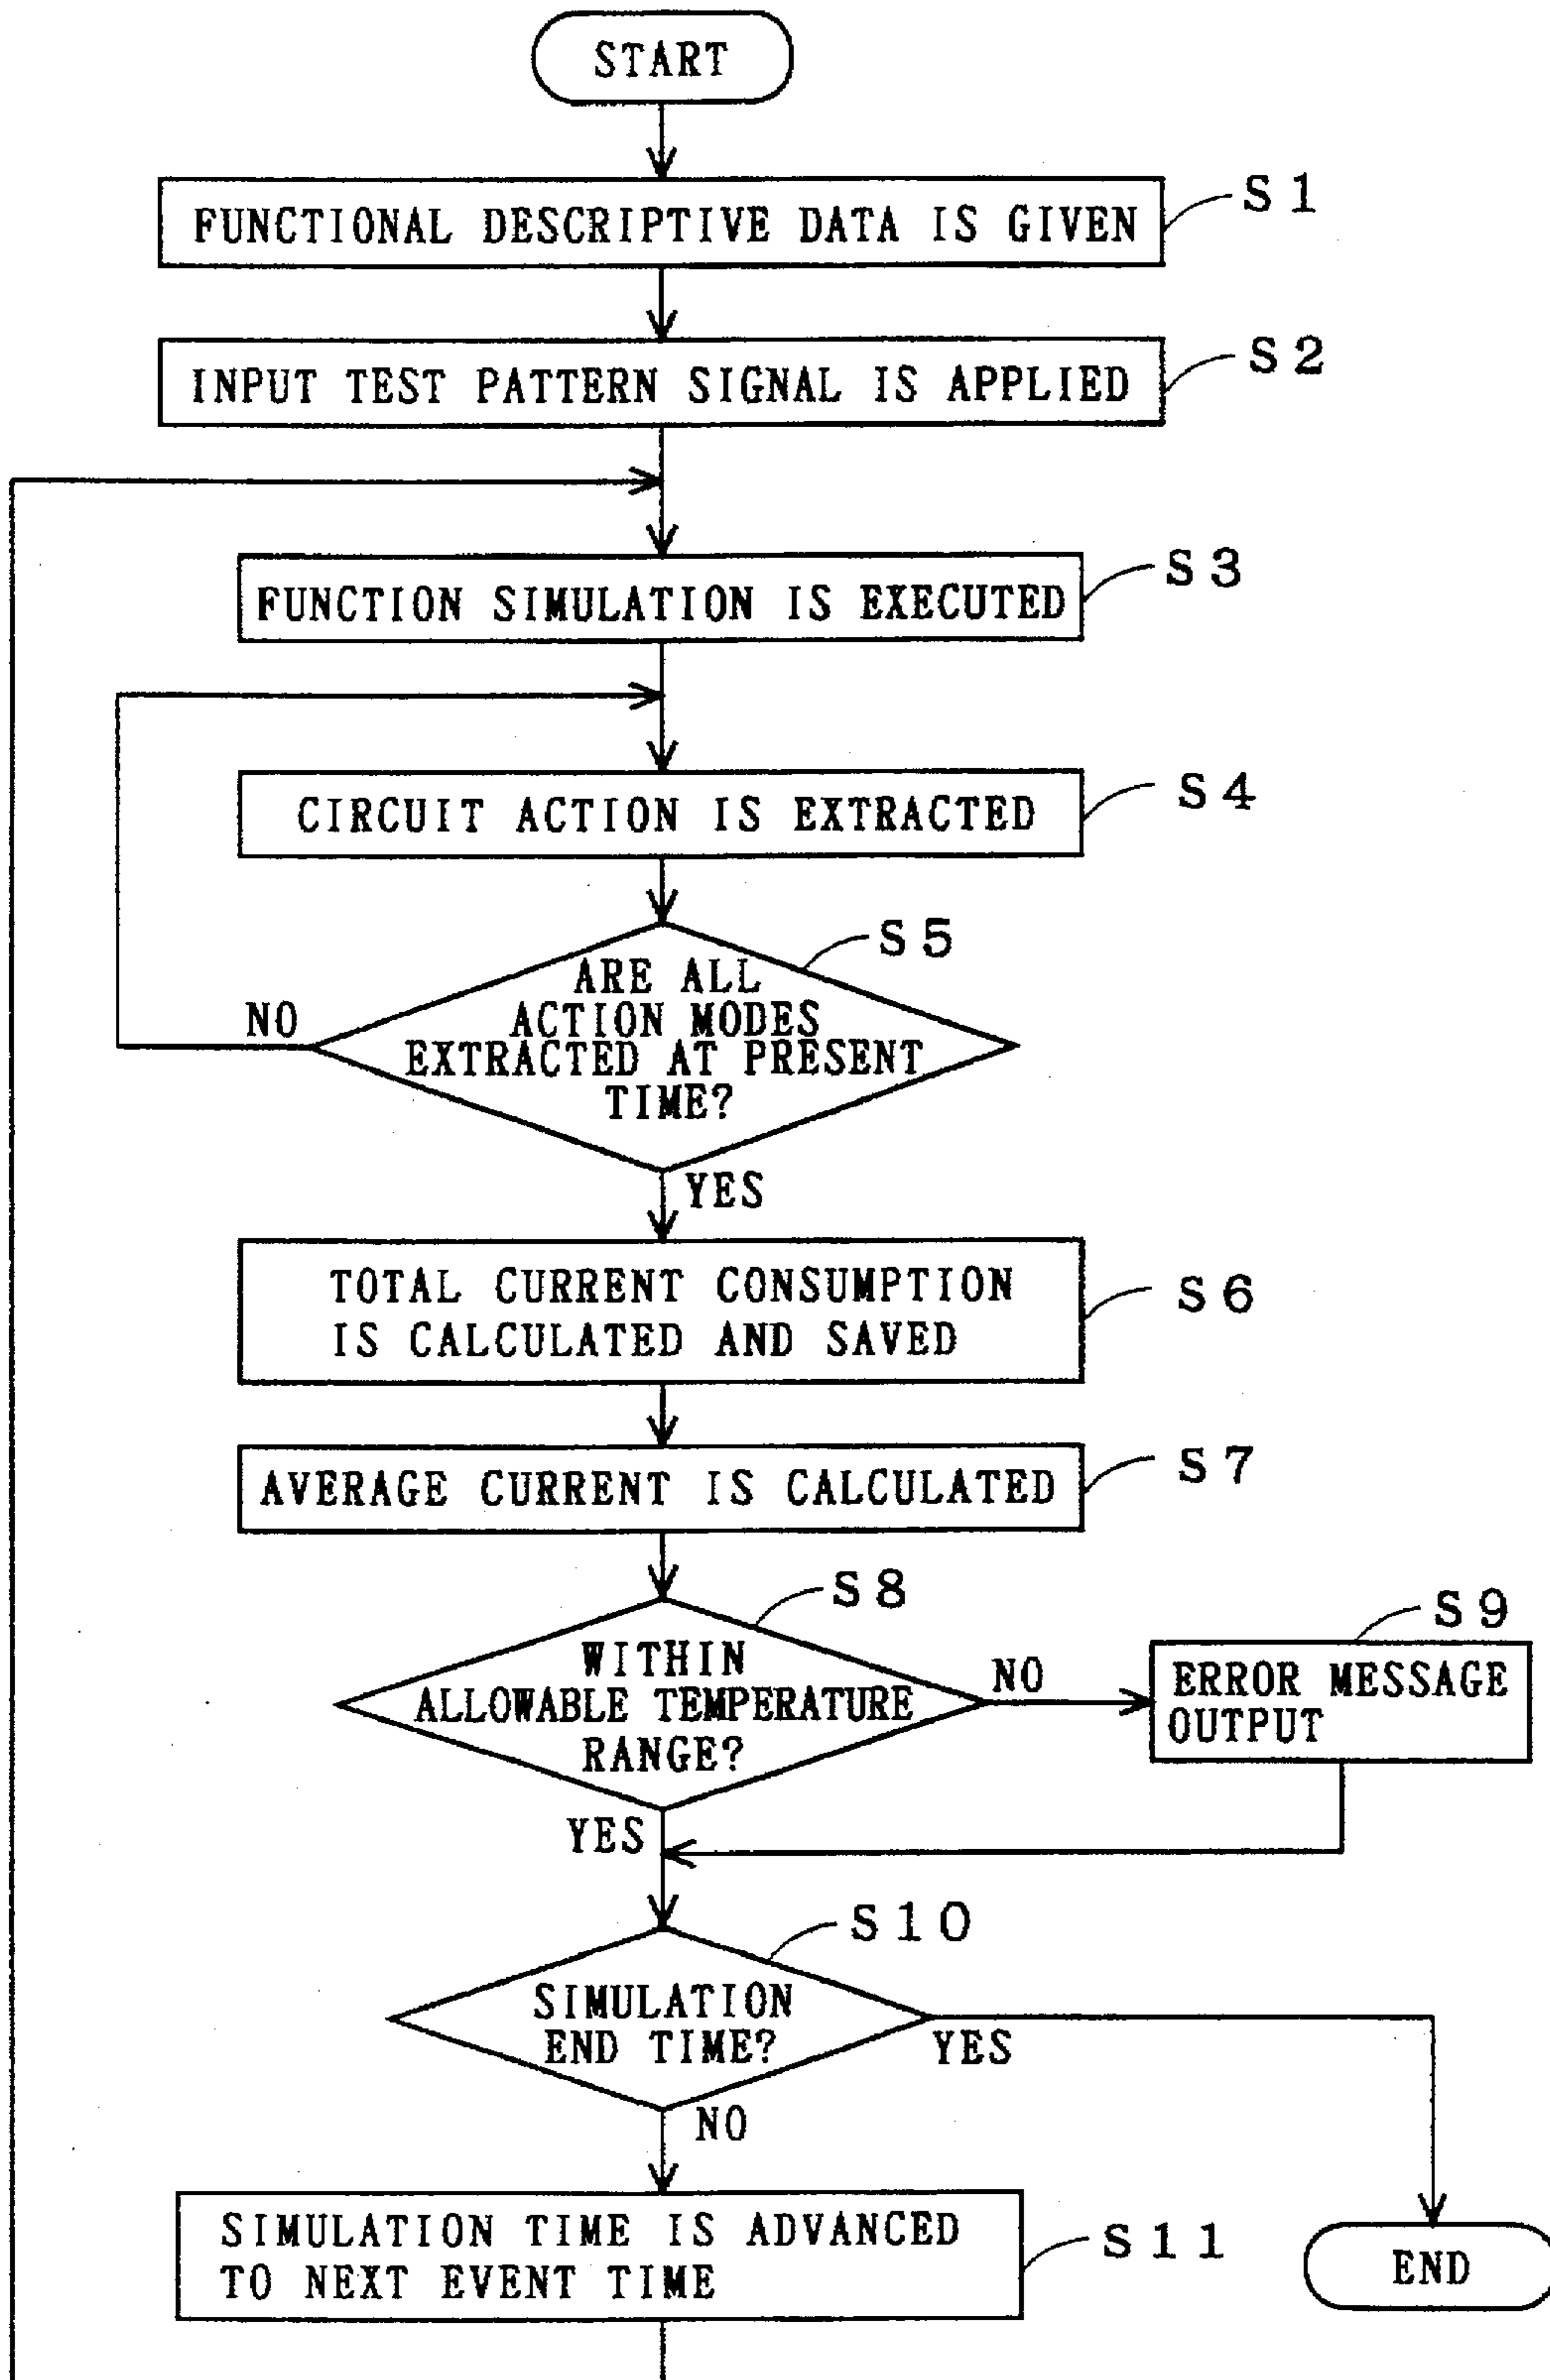 START
FUNCTIONAL DESCRIPTIVE DATA IS GIVEN
S1
INPUT TEST PATTERN SIGNAL IS APPLIED
S2
FUNCTION SIMULATION IS EXECUTED
S3
CIRCUIT ACTION IS EXTRACTED
S4
S5
ARE ALL
ACTION MODES
EXTRACTED AT PRESENT
TIME?
NO
YES
TOTAL CURRENT CONSUMPTION
IS CALCULATED AND SAVED
S6
AVERAGE CURRENT IS CALCULATED
S7
S8
WITHIN
ALLOWABLE TEMPERATURE
RANGE?
NO
S9
ERROR MESSAGE
OUTPUT
YES
S10
SIMULATION
END TIME?
YES
NO
SIMULATION TIME IS ADVANCED
TO NEXT EVENT TIME
S11
END